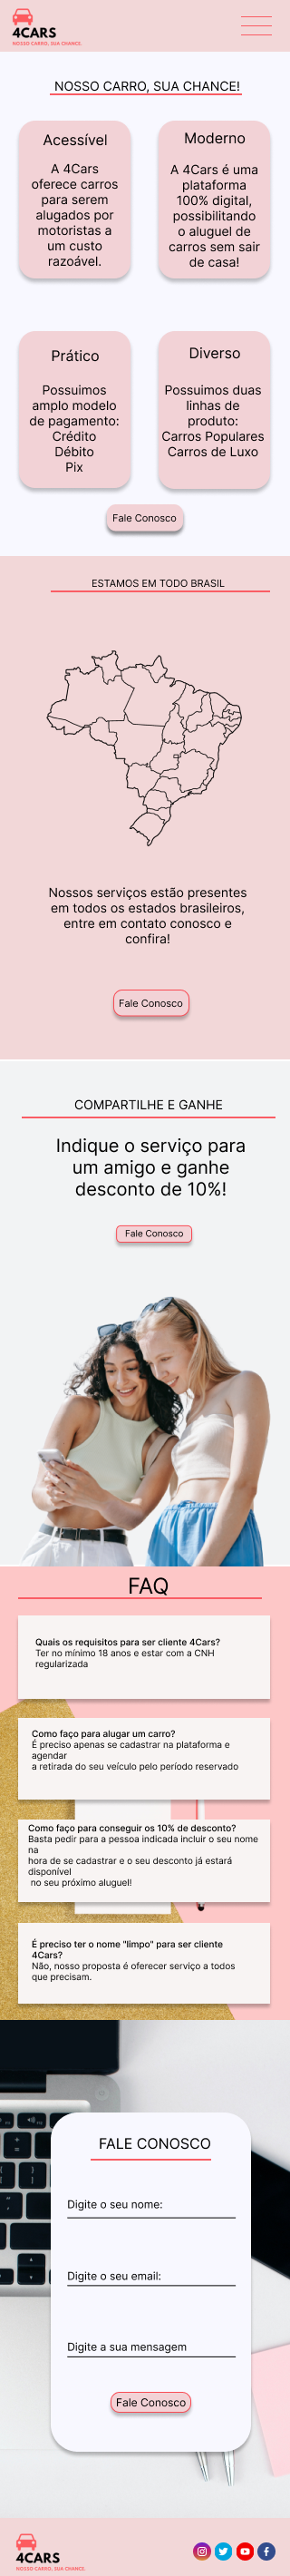 4CARS
NOSSO CARRO, SUA CHANCE
NOSSO CARRO, SUA CHANCE!
Acessível
A 4Cars
oferece carros
para serem
alugados por
motoristas a
um custo
razoável.
Moderno
A 4Cars é uma
plataforma
100% digital,
possibilitando
o aluguel de
carros sem sair
de casa!
Prático
Possuimos
amplo modelo
de pagamento:
Crédito
Débito
Pix
Diverso
Possuimos duas
linhas de
produto:
Carros Populares
Carros de Luxo
Fale Conosco
ESTAMOS EM TODO BRASIL
Nossos serviços estão presentes
em todos os estados brasileiros,
entre em contato conosco e
confira!
Fale Conosco
COMPARTILHE E GANHE
Indique o serviço para
um amigo e ganhe
desconto de 10%!
Fale Conosco
FAQ
Quais os requisitos para ser cliente 4Cars?
Ter no mínimo 18 anos e estar com a CNH
regularizada
Como faço para alugar um carro?
É preciso apenas se cadastrar na plataforma e
agendar
a retirada do seu veículo pelo período reservado
Como faço para conseguir os 10% de desconto?
Basta pedir para a pessoa indicada incluir o seu nome
na
hora de se cadastrar e o seu desconto já estará
disponível
no seu próximo aluguel!
É preciso ter o nome "limpo" para ser cliente
4Cars?
Não, nosso proposta é oferecer serviço a todos
que precisam.
FALE CONOSCO
Digite o seu nome:
Digite o seu email:
Digite a sua mensagem
Fale Conosco
4CARS
NOSSO CARRO, SUA CHANCE